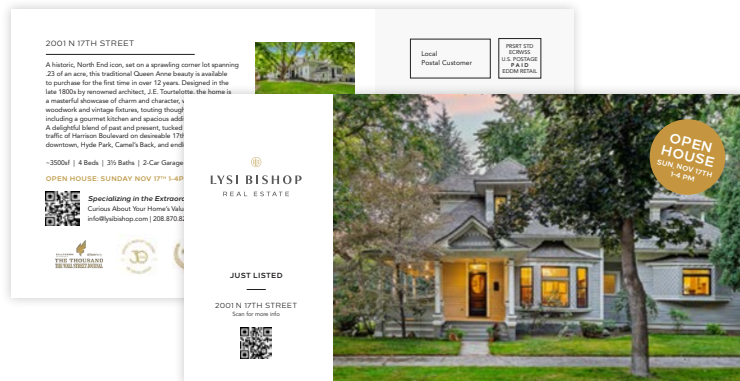 2001 N 17TH STREET
A historic, North End icon, set on a sprawling corner lot spanning
.23 of an acre, this traditional Queen Anne beauty is available
to purchase for the first time in over 12 years. Designed in the
late 1800s by renowned architect, J.E. Tourtelotte, the home is
a masterful showcase of charm and character,
woodwork and vintage fixtures, touting
including a gourmet kitchen and spacious
A delightful blend of past and present, tucked
traffic of Harrison Boulevard on desireable
downtown, Hyde Park, Camel's Back, and
~3500sf | 4 Beds | 3½ Baths | 2-Car Garage
OPEN HOUSE: SUNDAY NOV 17TH 1-4P
Specializing in the
Curious About Your Home's
info@lysibishop.com | 208.870.82
THE THOUSAND
THE WALL STREET JOURNAL
Local
Postal Customer
PRSRT STD
ECRWSS
U.S. POSTAGE
PAID
EDDM RETAIL
LYSI BISHOP
REAL ESTATE
JUST LISTED
2001 N 17TH STREET
Scan for more info
OPEN
HOUSE
SUN, NOV 17TH
1-4 PM